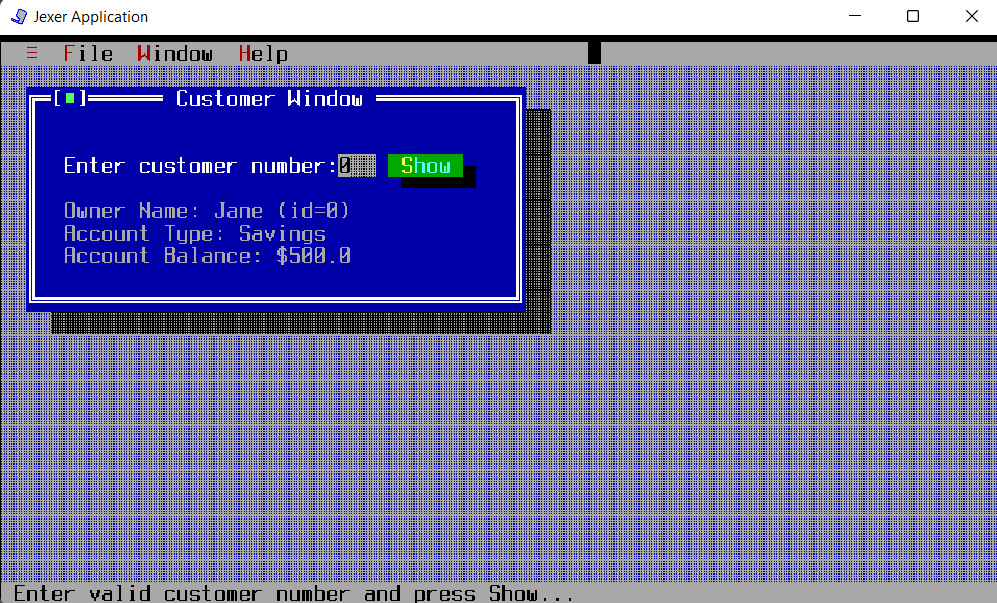 Jexer Application
≡ File Window Help
[■] Customer Window
Enter customer number:0 Show
Owner Name: Jane (id=0)
Account Type: Savings
Account Balance: $500.0
Enter valid customer number and press Show...